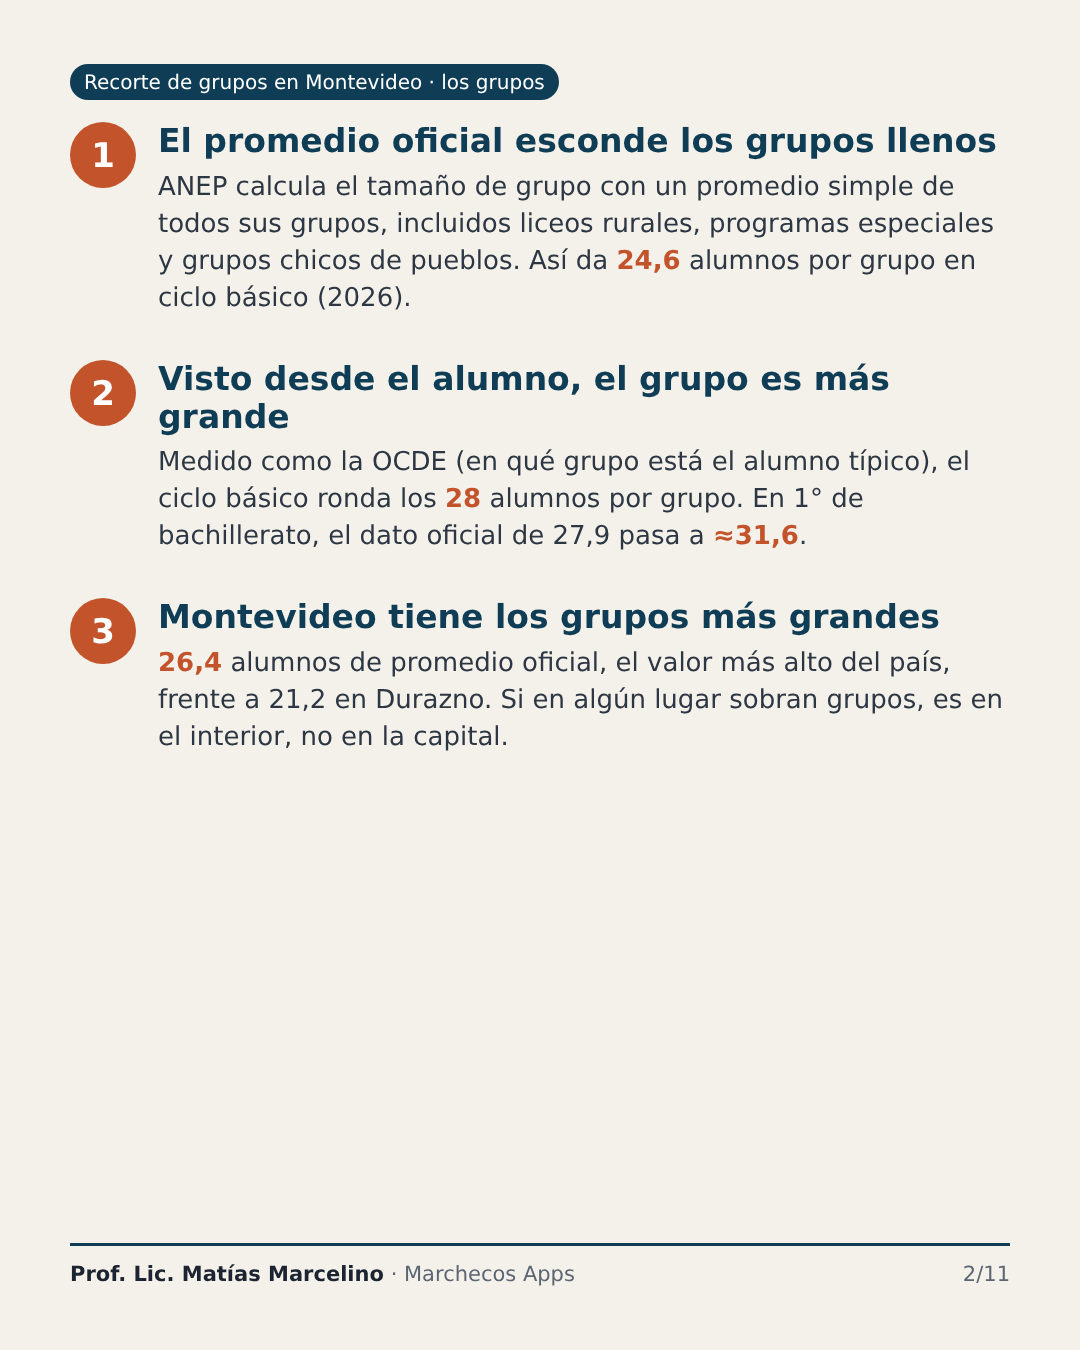 Recorte de grupos en Montevideo · los grupos
1
El promedio oficial esconde los grupos llenos
ANEP calcula el tamaño de grupo con un promedio simple de
todos sus grupos, incluidos liceos rurales, programas especiales
y grupos chicos de pueblos. Así da 24,6 alumnos por grupo en
ciclo básico (2026).
2
Visto desde el alumno, el grupo es más
grande
Medido como la OCDE (en qué grupo está el alumno típico), el
ciclo básico ronda los 28 alumnos por grupo. En 1° de
bachillerato, el dato oficial de 27,9 pasa a ≈31,6.
3
Montevideo tiene los grupos más grandes
26,4 alumnos de promedio oficial, el valor más alto del país,
frente a 21,2 en Durazno. Si en algún lugar sobran grupos, es en
el interior, no en la capital.
Prof. Lic. Matías Marcelino · Marchecos Apps
2/11